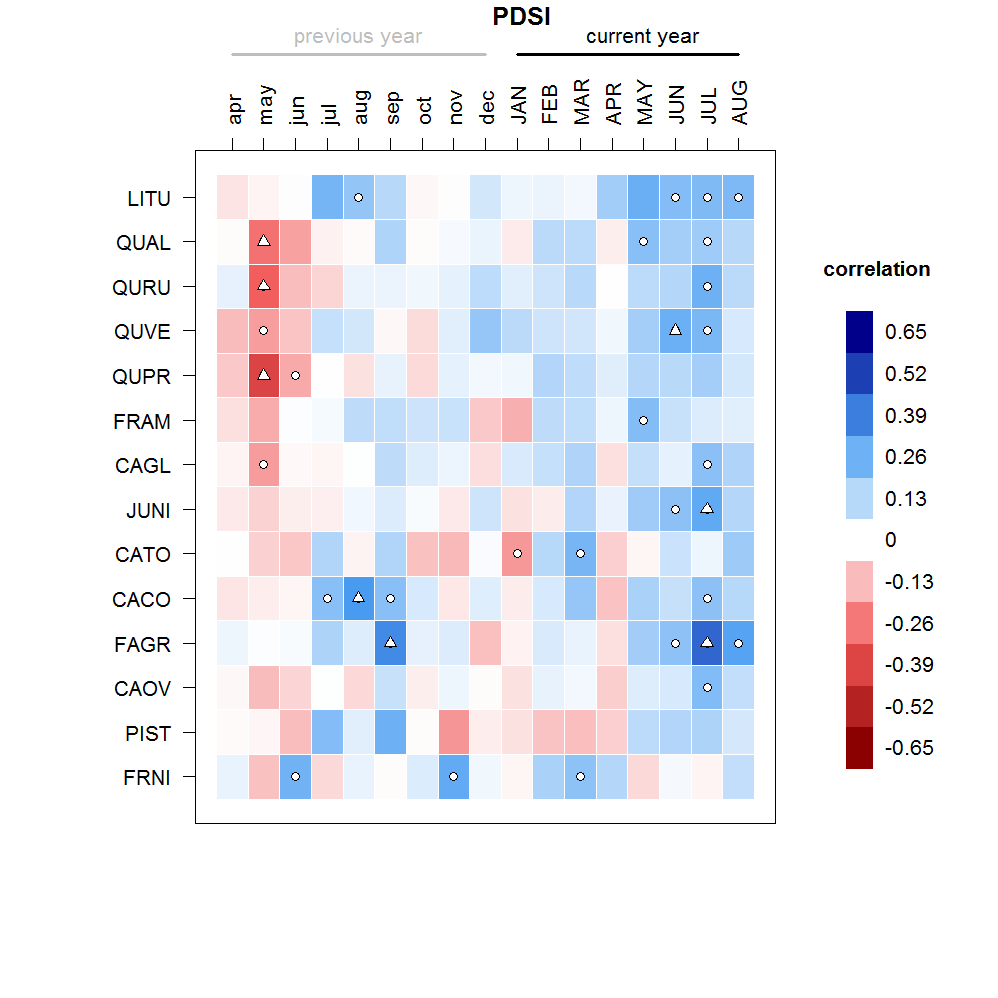 PDSI
previous year current year
apr may jun jul aug sep oct nov dec JAN FEB MAR APR MAY JUN JUL AUG
LITU
QUAL
QURU
QUVE
QUPR
FRAM
CAGL
JUNI
CATO
CACO
FAGR
CAOV
PIST
FRNI
correlation
0.65
0.52
0.39
0.26
0.13
0
-0.13
-0.26
-0.39
-0.52
-0.65